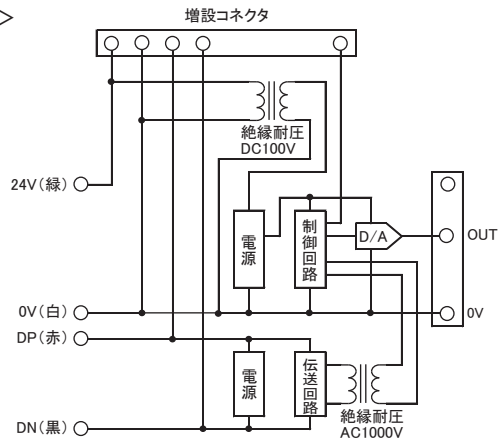 増設コネクタ
絶縁耐圧
DC100V
24V(緑)
電源
制御回路
D/A
OUT
0V(白)
0V
DP(赤)
電源
伝送回路
絶縁耐圧
AC1000V
DN(黒)